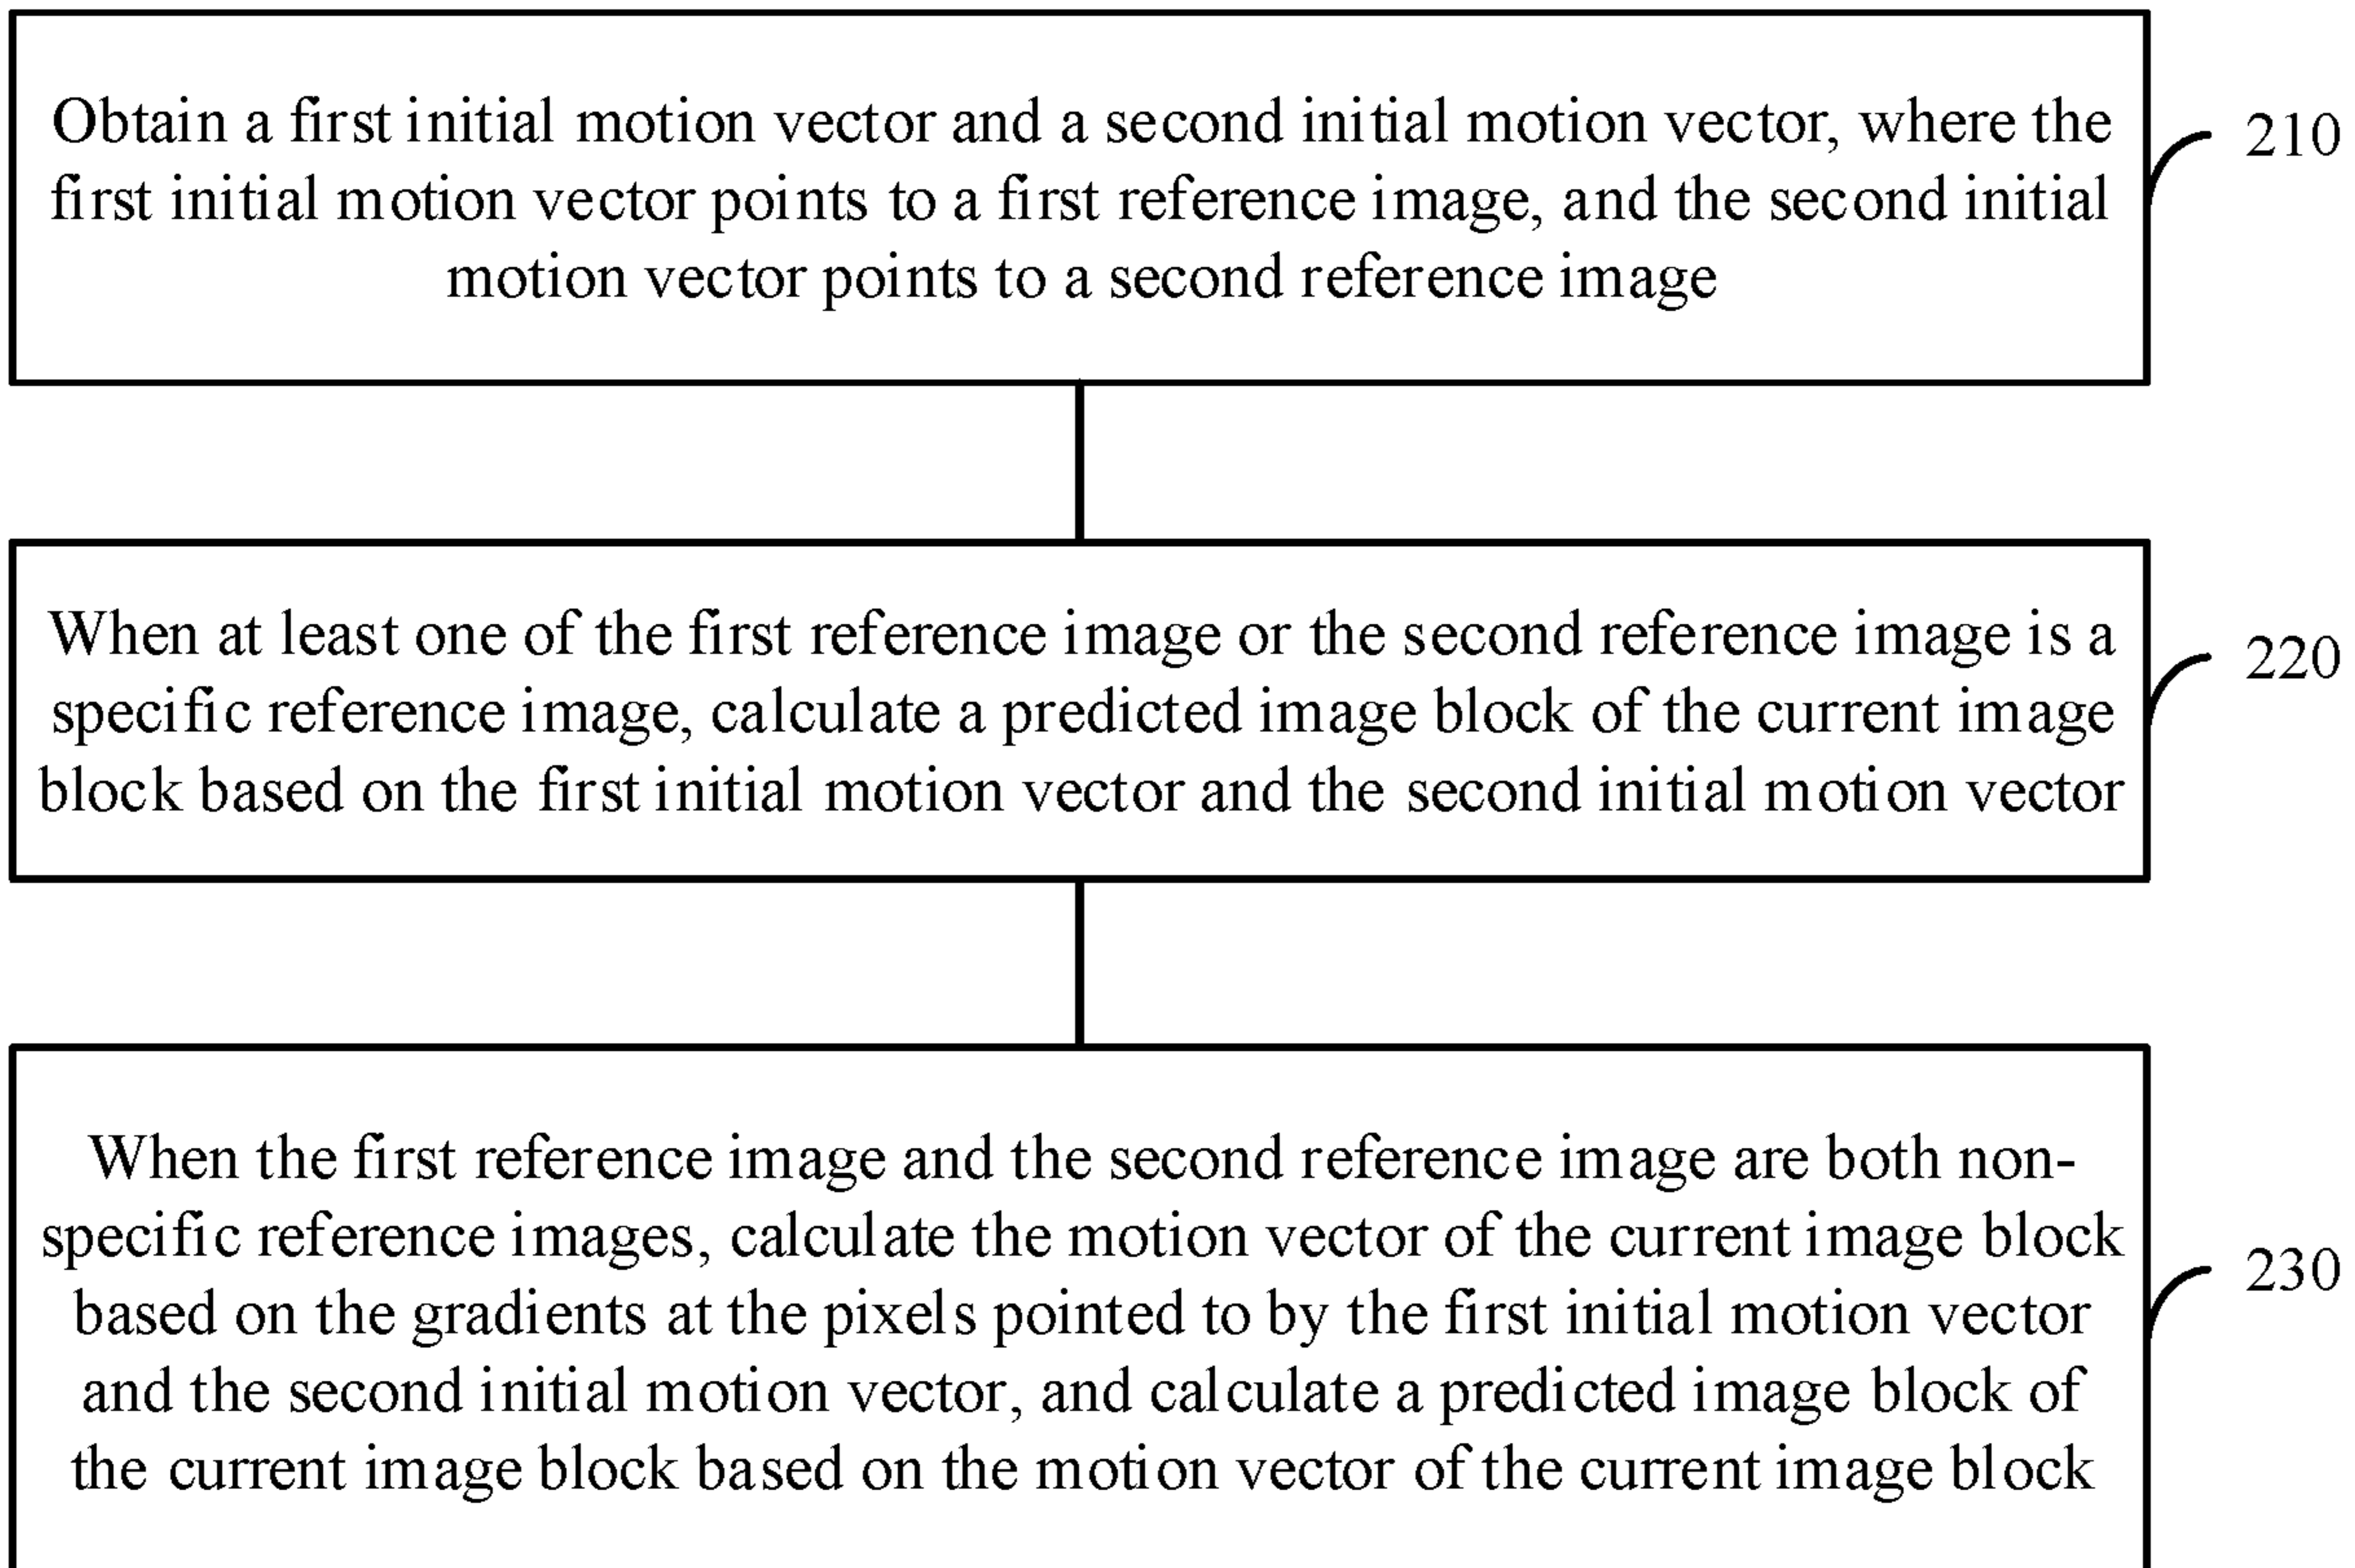 Obtain a first initial motion vector and a second initial motion vector, where the
first initial motion vector points to a first reference image, and the second initial
motion vector points to a second reference image
210
When at least one of the first reference image or the second reference image is a
specific reference image, calculate a predicted image block of the current image
block based on the first initial motion vector and the second initial motion vector
220
When the first reference image and the second reference image are both non-
specific reference images, calculate the motion vector of the current image block
based on the gradients at the pixels pointed to by the first initial motion vector
and the second initial motion vector, and calculate a predicted image block of
the current image block based on the motion vector of the current image block
230